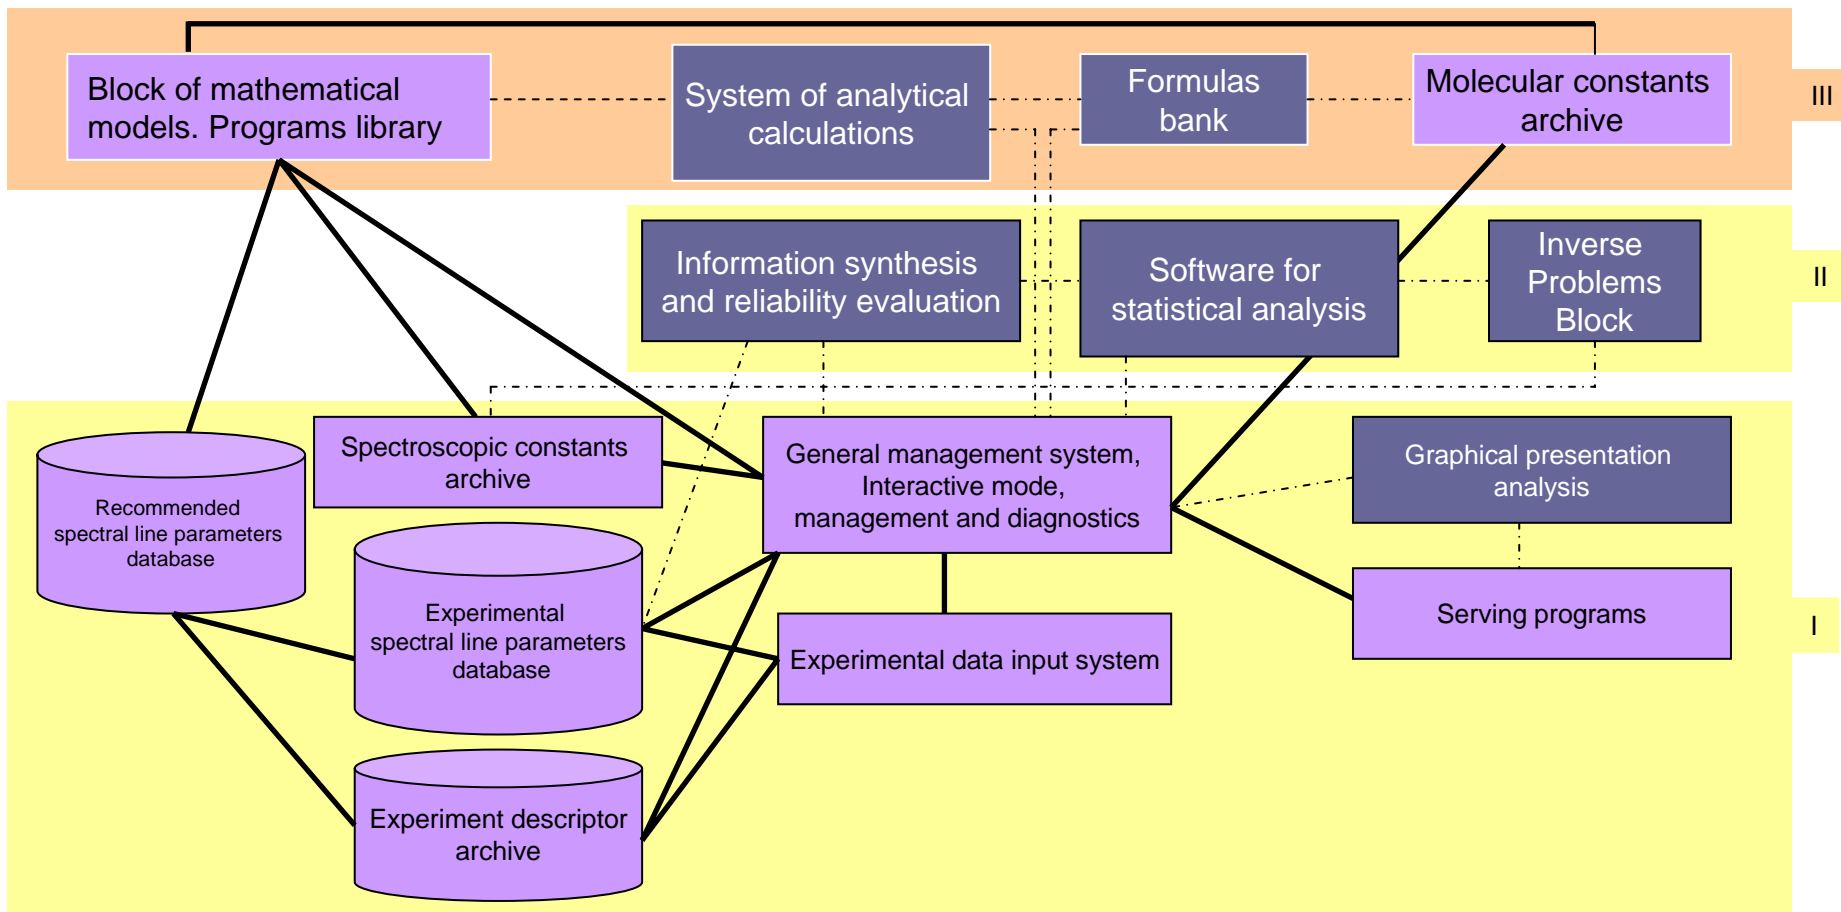 Block of mathematical
models. Programs library
System of analytical
calculations
Formulas
bank
Molecular constants
archive
III
Information synthesis
and reliability evaluation
Software for
statistical analysis
Inverse
Problems
Block
II
Recommended
spectral line parameters
database
Spectroscopic constants
archive
General management system,
Interactive mode,
management and diagnostics
Graphical presentation
analysis
Experimental
spectral line parameters
database
Experimental data input system
Serving programs
I
Experiment descriptor
archive